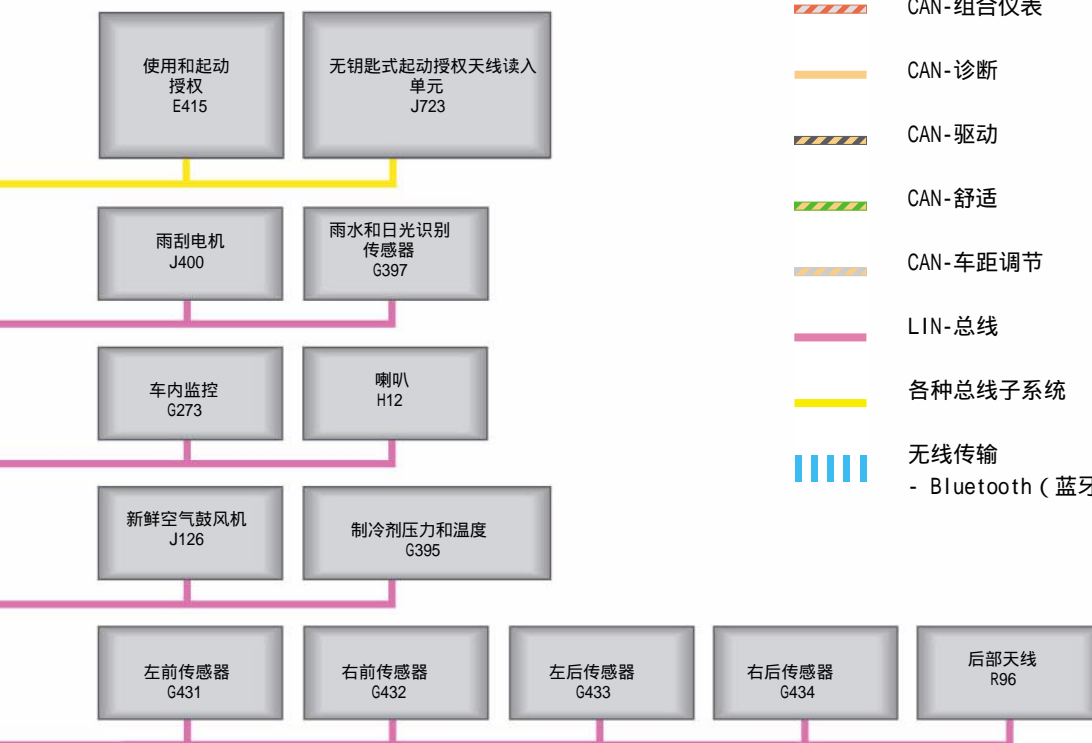 使用和起动
授权
E415
无钥匙式起动授权天线读入
单元
J723
雨刮电机
J400
雨水和日光识别
传感器
G397
车内监控
G273
喇叭
H12
新鲜空气鼓风机
J126
制冷剂压力和温度
G395
左前传感器
G431
右前传感器
G432
左后传感器
G433
右后传感器
G434
后部天线
R96
CAN-组合仪表
CAN-诊断
CAN-驱动
CAN-舒适
CAN-车距调节
LIN-总线
各种总线子系统
无线传输
- Bluetooth（蓝牙